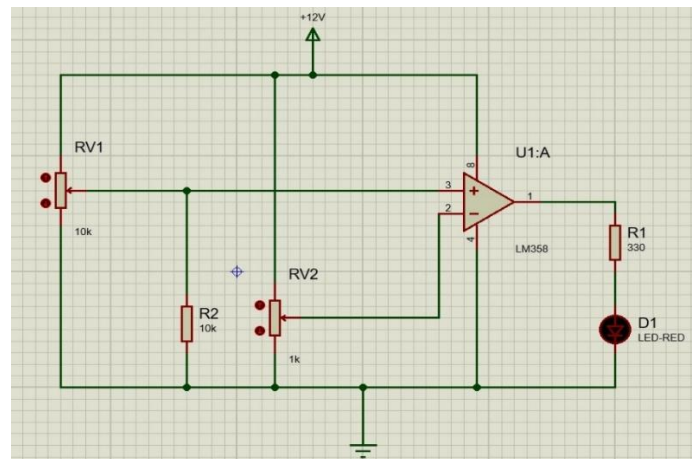 +12V
RV1
10k
R2
10k
RV2
1k
U1:A
8
3
2
1
4
LM358
R1
330
D1
LED-RED